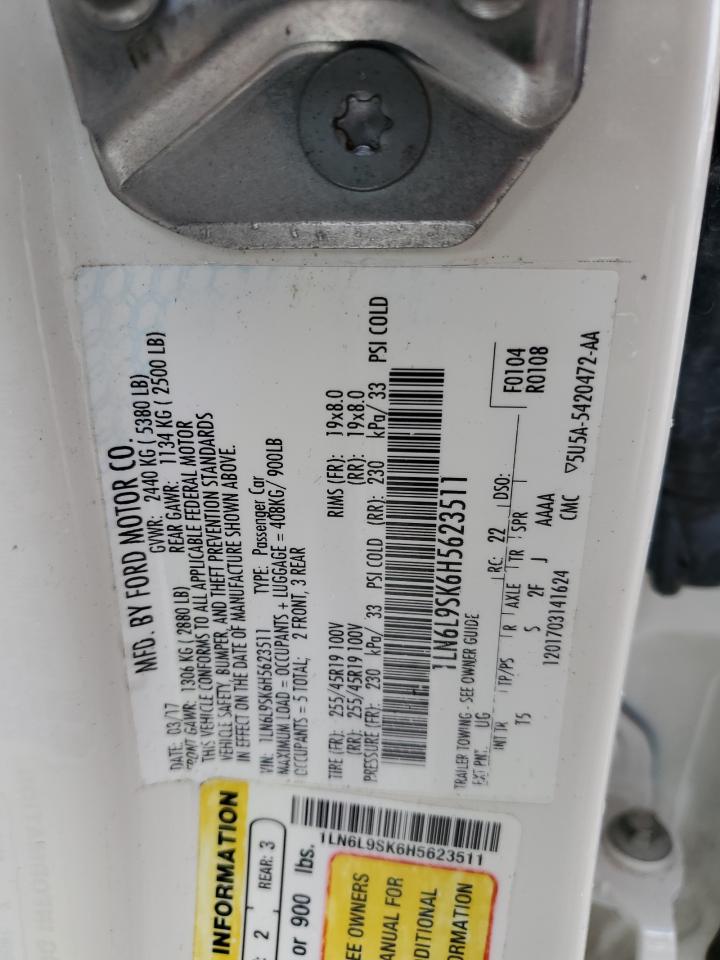 MFD. BY FORD MOTOR CO.
DATE: 03/17 GVWR: 2440 KG ( 5380 LB)
FRONT GAWR: 1306 KG (2880 LB) REAR GAWR: 1134 KG ( 2500 LB)
THIS VEHICLE CONFORMS TO ALL APPLICABLE FEDERAL MOTOR
VEHICLE SAFETY, BUMPER, AND THEFT PREVENTION STANDARDS
IN EFFECT ON THE DATE OF MANUFACTURE SHOWN ABOVE.
VIN: 1LN6L9SK6H5623511 TYPE: Passenger Car
MAXIMUM LOAD = OCCUPANTS + LUGGAGE = 408KG/ 900LB
OCCUPANTS = 5 TOTAL; 2 FRONT, 3 REAR
TIRE (FR): 255/45R19 100V RIMS (FR): 19x8.0
(RR): 255/45R19 100V (RR): 19x8.0
PRESSURE (FR): 230 kPa/ 33 PSI COLD (RR): 230 kPa/ 33 PSI COLD
1LN6L9SK6H5623511
TRAILER TOWING - SEE OWNER GUIDE
EXT PNT: UG RC: 22 DSO: F0104
R0108
INT TR TP/PS R AXLE TR SPR
T5 S 2F J AAAA
1201703141624 CMC ▽5U5A-5420472-AA
INFORMATION
2 REAR: 3
or 900 lbs.
1LN6L9SK6H5623511
EE OWNERS
ANUAL FOR
DITIONAL
ORMATION